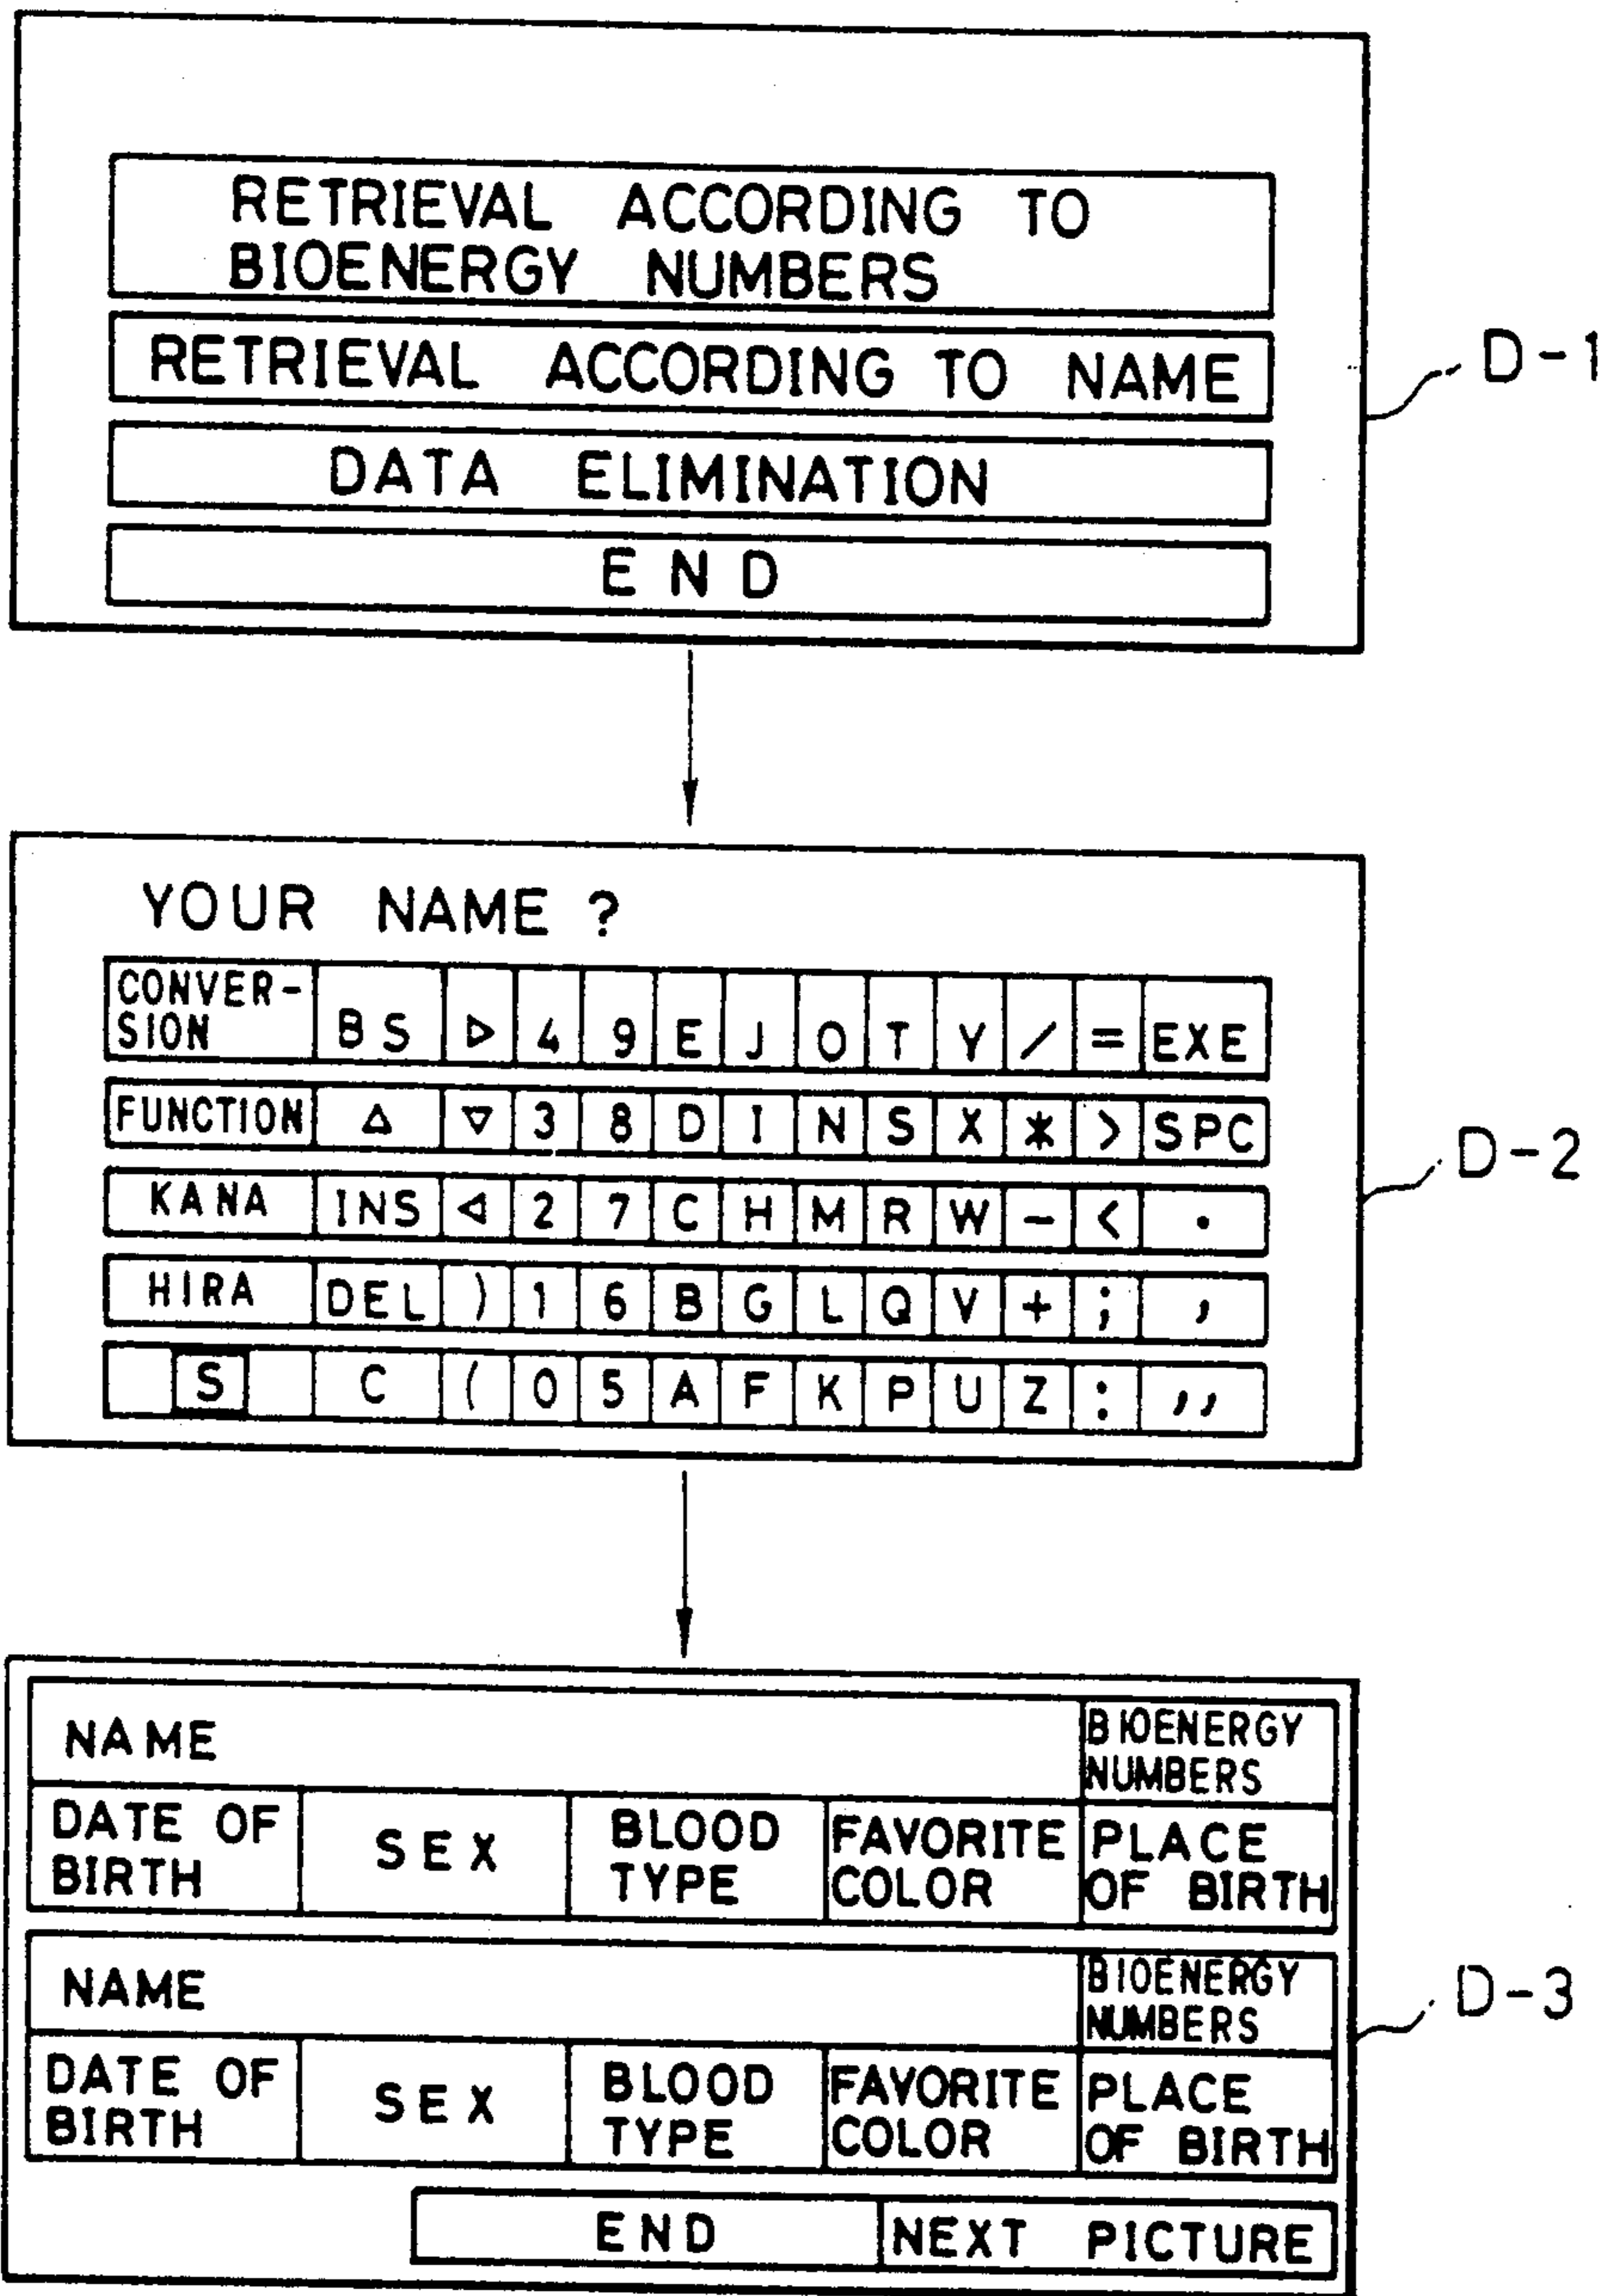 RETRIEVAL ACCORDING TO
BIOENERGY NUMBERS
RETRIEVAL ACCORDING TO NAME
DATA ELIMINATION
END
D-1
YOUR NAME ?
CONVER-
SION BS ▷ 4 9 E J O T Y / = EXE
FUNCTION △ ▽ 3 8 D I N S X * > SPC
KANA INS ◁ 2 7 C H M R W - < .
HIRA DEL ) 1 6 B G L Q V + ; ,
S C ( 0 5 A F K P U Z : ,,
D-2
NAME BIOENERGY
NUMBERS
DATE OF
BIRTH
SEX
BLOOD
TYPE
FAVORITE
COLOR
PLACE
OF BIRTH
NAME BIOENERGY
NUMBERS
DATE OF
BIRTH
SEX
BLOOD
TYPE
FAVORITE
COLOR
PLACE
OF BIRTH
D-3
END NEXT PICTURE